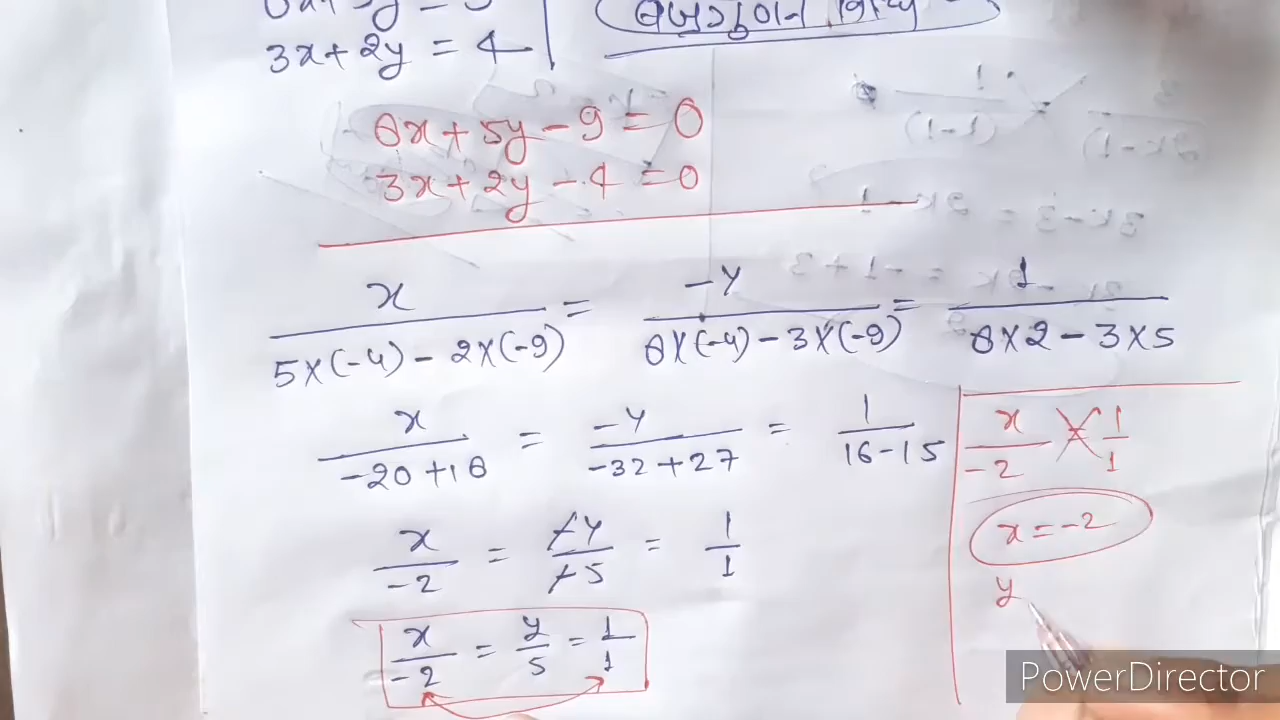 3x + 2y = 4
8x + 5y - 9 = 0
3x + 2y - 4 = 0
x/(5×(-4) - 2×(-9)) = -y/(8×(-4) - 3×(-9)) = 1/(8×2 - 3×5)
x/(-20+18) = -y/(-32+27) = 1/(16-15)
x/-2 = -y/-5 = 1/1
x/-2 = y/5 = 1/1
x/-2 1/1
x = -2
y
PowerDirector